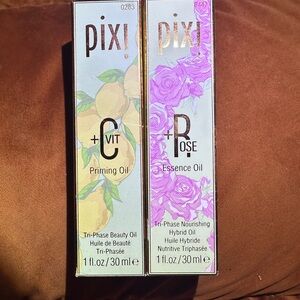 0283
pixi
+C VIT
Priming Oil
Tri-Phase Beauty Oil
Huile de Beauté
Tri-Phasée
1 fl.oz/30 ml e
pixi
+ROSE
Essence Oil
Tri-Phase Nourishing
Hybrid Oil
Huile Hybride
Nutritive Triphasée
1 fl.oz/30 ml e